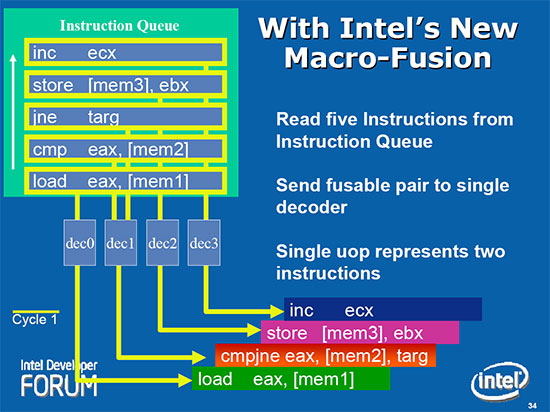 Instruction Queue
inc ecx
store [mem3], ebx
jne targ
cmp eax, [mem2]
load eax, [mem1]
dec0 dec1 dec2 dec3
Cycle 1
With Intel's New
Macro-Fusion
Read five Instructions from
Instruction Queue
Send fusable pair to single
decoder
Single uop represents two
instructions
inc ecx
store [mem3], ebx
cmpjne eax, [mem2], targ
load eax, [mem1]
Intel Developer
FORUM
intel
34